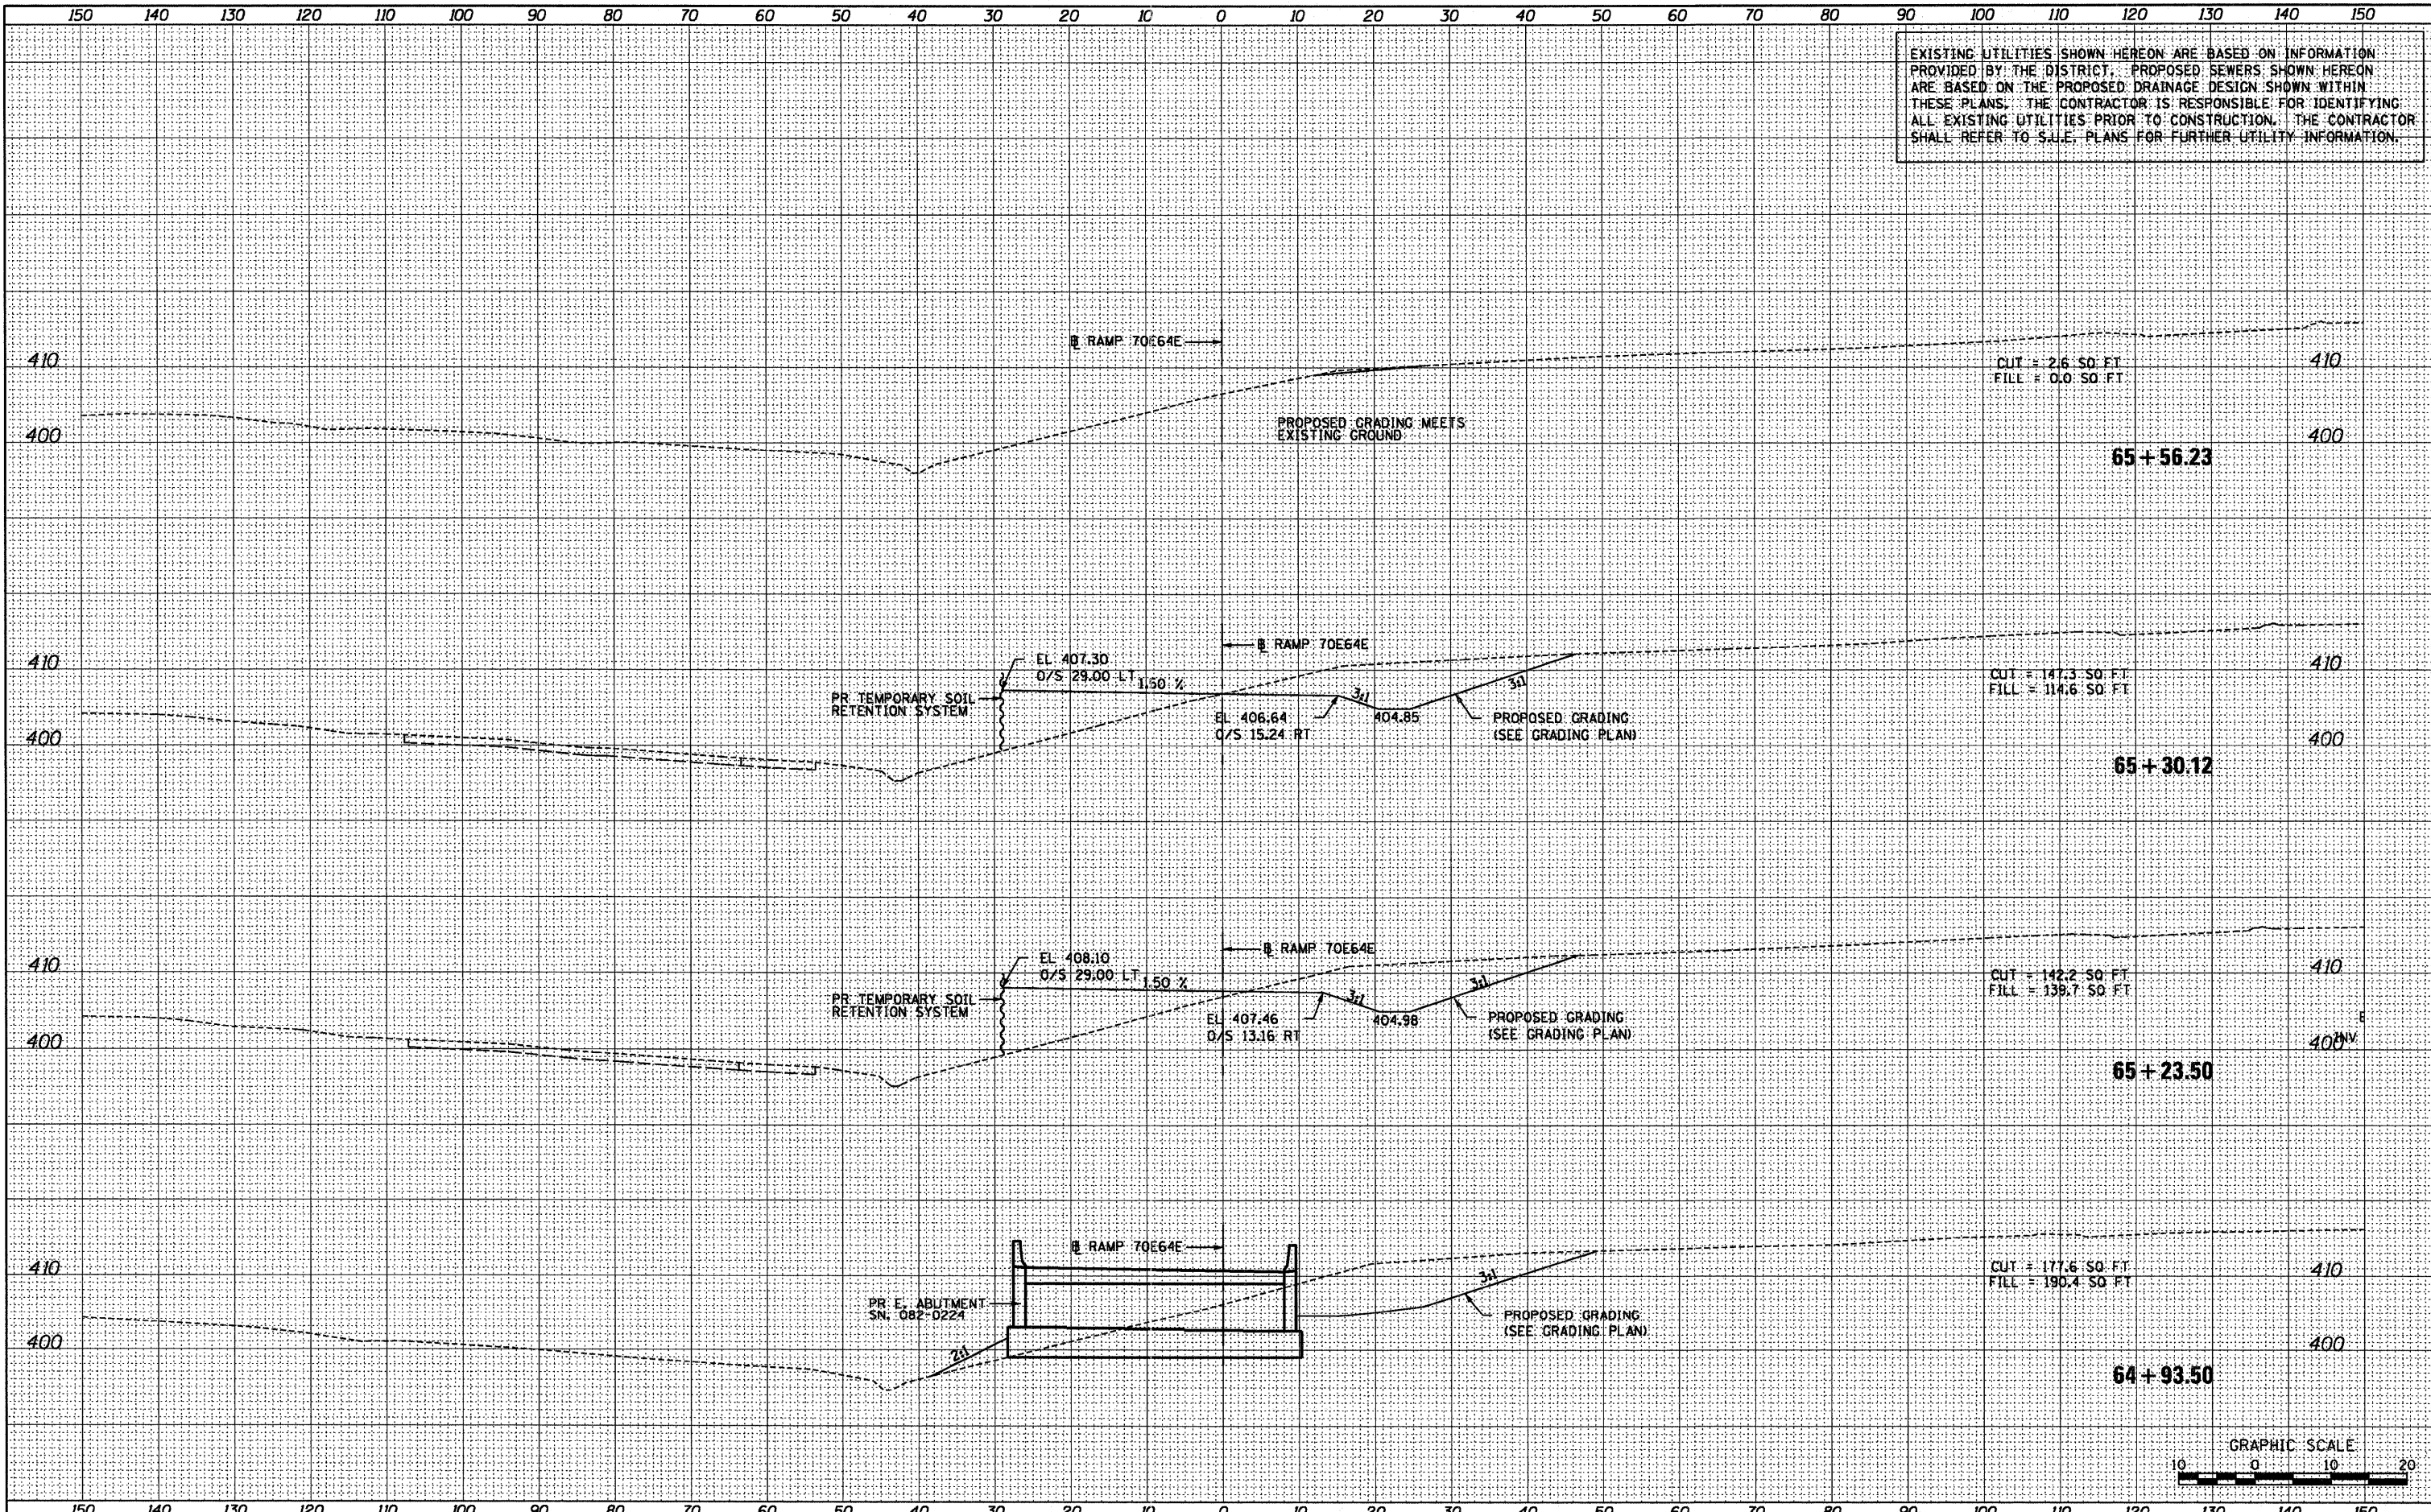 150 140 130 120 110 100 90 80 70 60 50 40 30 20 10 0 10 20 30 40 50 60 70 80 90 100 110 120 130 140 150
EXISTING UTILITIES SHOWN HEREON ARE BASED ON INFORMATION
PROVIDED BY THE DISTRICT. PROPOSED SEWERS SHOWN HEREON
ARE BASED ON THE PROPOSED DRAINAGE DESIGN SHOWN WITHIN
THESE PLANS. THE CONTRACTOR IS RESPONSIBLE FOR IDENTIFYING
ALL EXISTING UTILITIES PRIOR TO CONSTRUCTION. THE CONTRACTOR
SHALL REFER TO S.U.E. PLANS FOR FURTHER UTILITY INFORMATION.
BL RAMP 70E64E
410
CUT = 2.6 SQ FT
FILL = 0.0 SQ FT
410
PROPOSED GRADING MEETS
EXISTING GROUND
400
400
65+56.23
BL RAMP 70E64E
410
EL 407.30
O/S 29.00 LT
1.50 %
PR TEMPORARY SOIL
RETENTION SYSTEM
3:1
3:1
EL 406.64
O/S 15.24 RT
404.85
PROPOSED GRADING
(SEE GRADING PLAN)
CUT = 147.3 SQ FT
FILL = 114.6 SQ FT
410
400
400
65+30.12
BL RAMP 70E64E
410
EL 408.10
O/S 29.00 LT
1.50 %
PR TEMPORARY SOIL
RETENTION SYSTEM
3:1
3:1
EL 407.46
O/S 13.16 RT
404.98
PROPOSED GRADING
(SEE GRADING PLAN)
CUT = 142.2 SQ FT
FILL = 139.7 SQ FT
410
E
INV
400
400
65+23.50
BL RAMP 70E64E
410
PR E. ABUTMENT
SN. 082-0224
2:1
3:1
PROPOSED GRADING
(SEE GRADING PLAN)
CUT = 177.6 SQ FT
FILL = 190.4 SQ FT
410
400
400
64+93.50
GRAPHIC SCALE
10 0 10 20
150 140 130 120 110 100 90 80 70 60 50 40 30 20 10 0 10 20 30 40 50 60 70 80 90 100 110 120 130 140 150